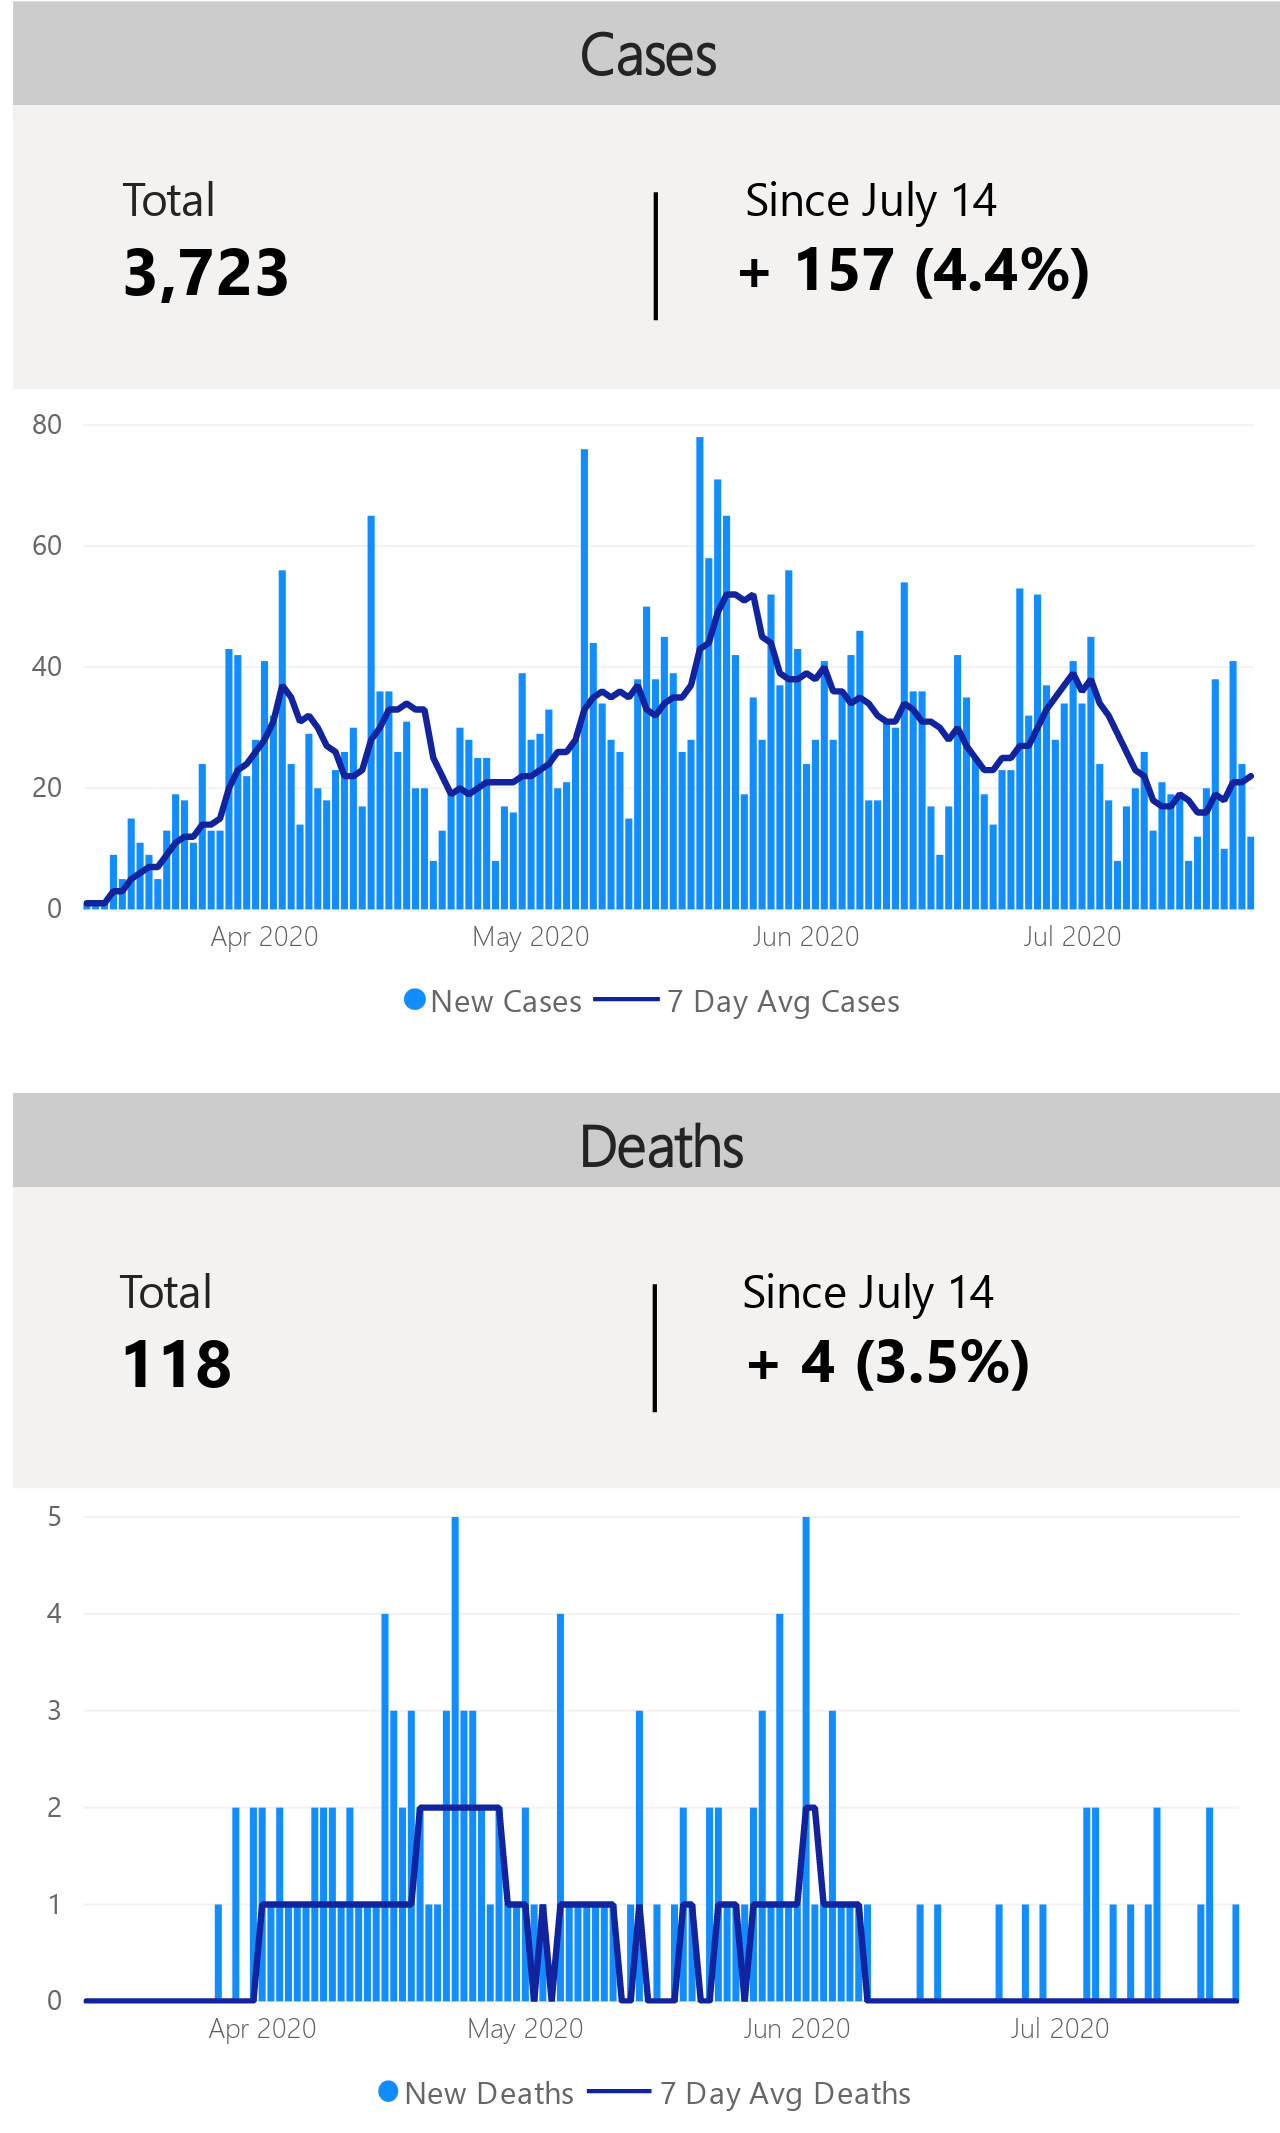 Cases
Total
Since July 14
3,723
+ 157 (4.4%)
80
60
40
20
0
Apr 2020
May 2020
Jun 2020
Jul 2020
New Cases
7 Day Avg Cases
Deaths
Total
Since July 14
118
+ 4 (3.5%)
5
4
3
2
1
0
Apr 2020
May 2020
Jun 2020
Jul 2020
New Deaths
7 Day Avg Deaths